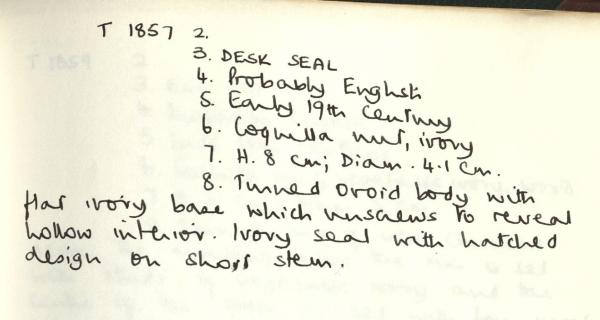 T 1857 2.
3. DESK SEAL
4. Probably English
5. Early 19th Century
6. Coquilla nut, ivory
7. H. 8 cm; Diam. 4.1 cm.
8. Turned ovoid body with
flat ivory base which unscrews to reveal
hollow interior. Ivory seal with hatched
design on short stem.